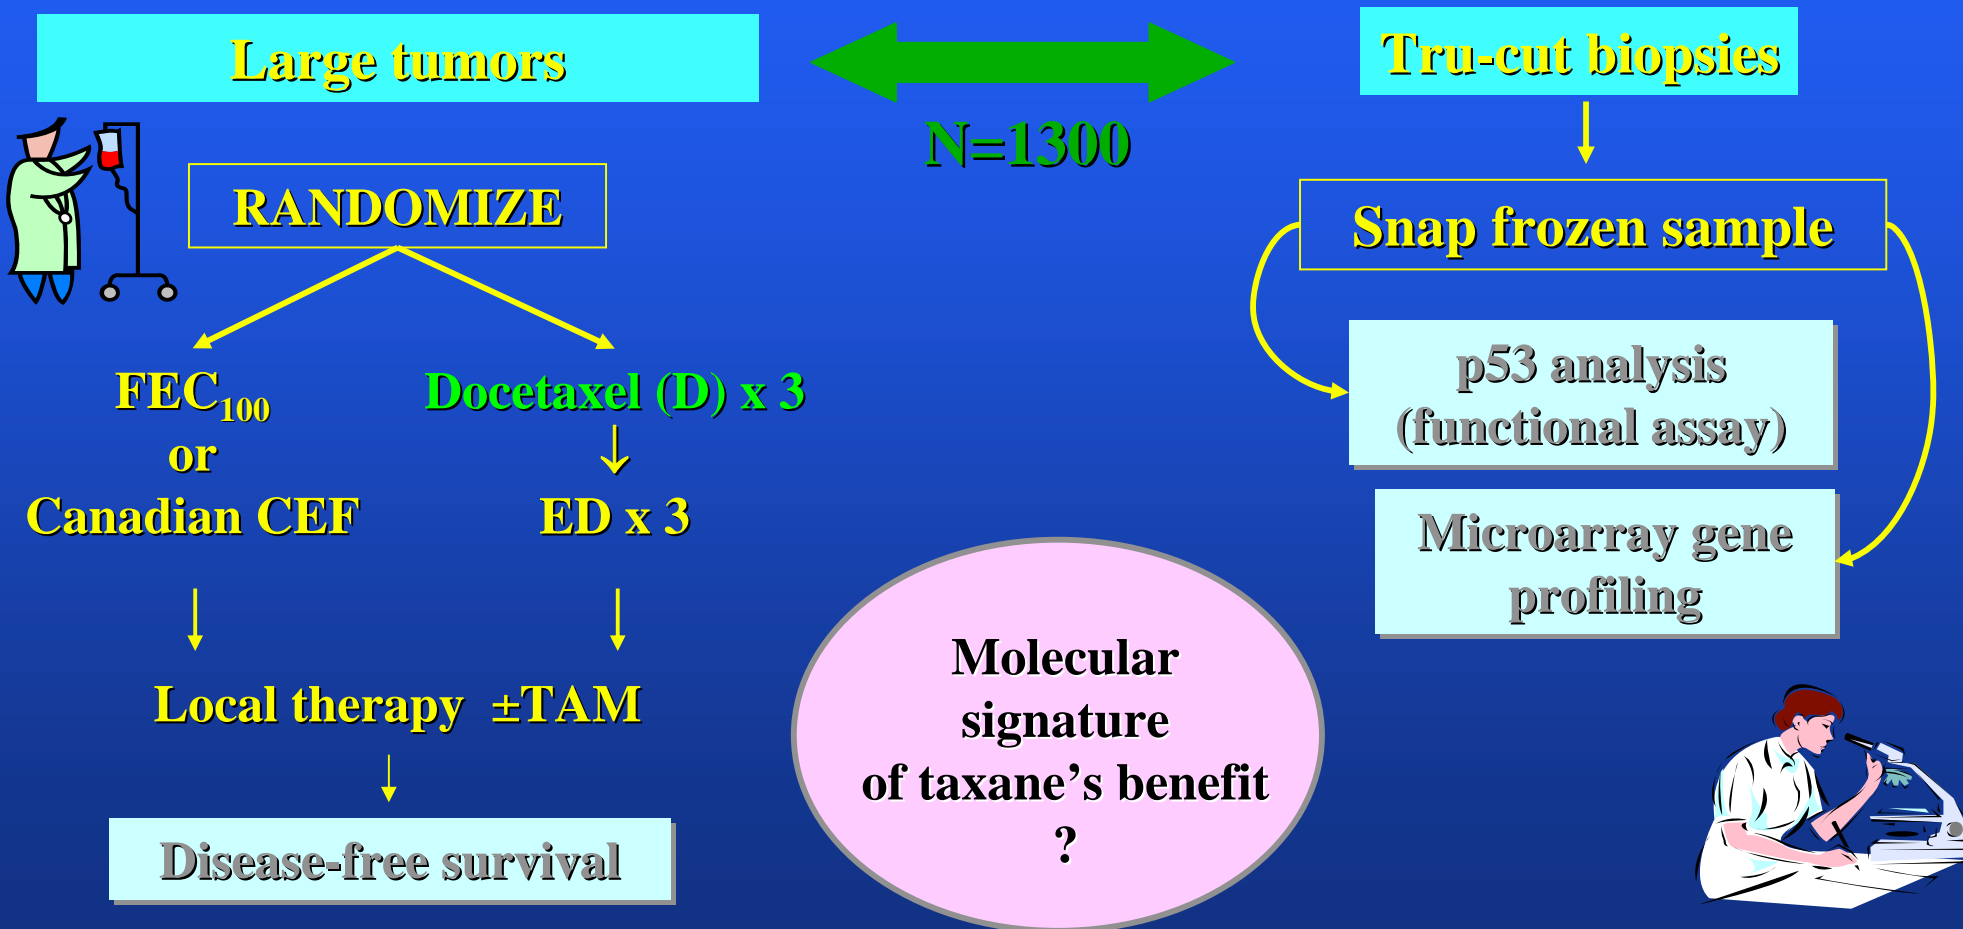 Large tumors
N=1300
Tru-cut biopsies
RANDOMIZE
Snap frozen sample
FEC100
or
Canadian CEF
Docetaxel (D) x 3
↓
ED x 3
p53 analysis
(functional assay)
Microarray gene
profiling
Local therapy ±TAM
Disease-free survival
Molecular
signature
of taxane’s benefit
?